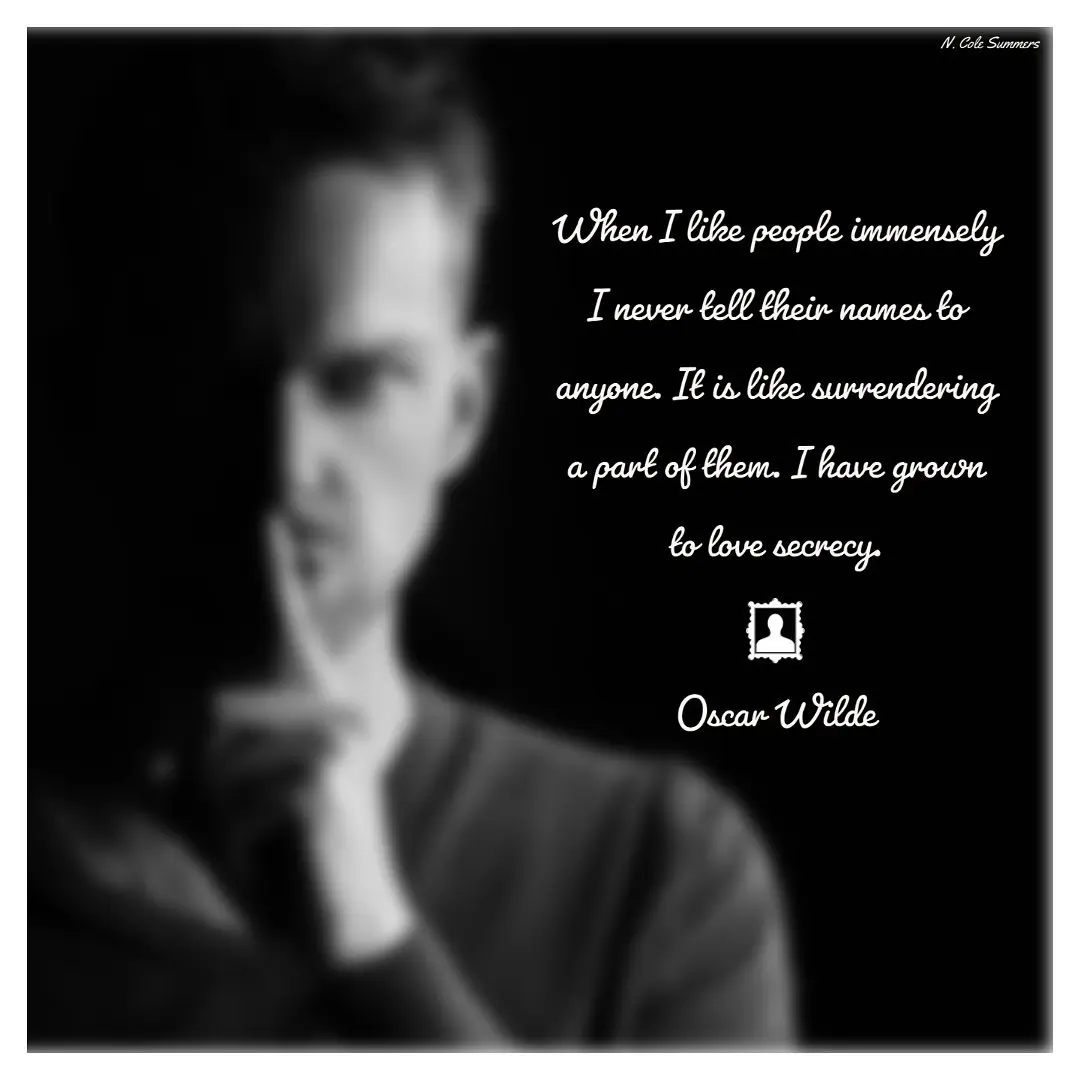 N. Cole Summers
When I like people immensely
I never tell their names to
anyone. It is like surrendering
a part of them. I have grown
to love secrecy.
Oscar Wilde